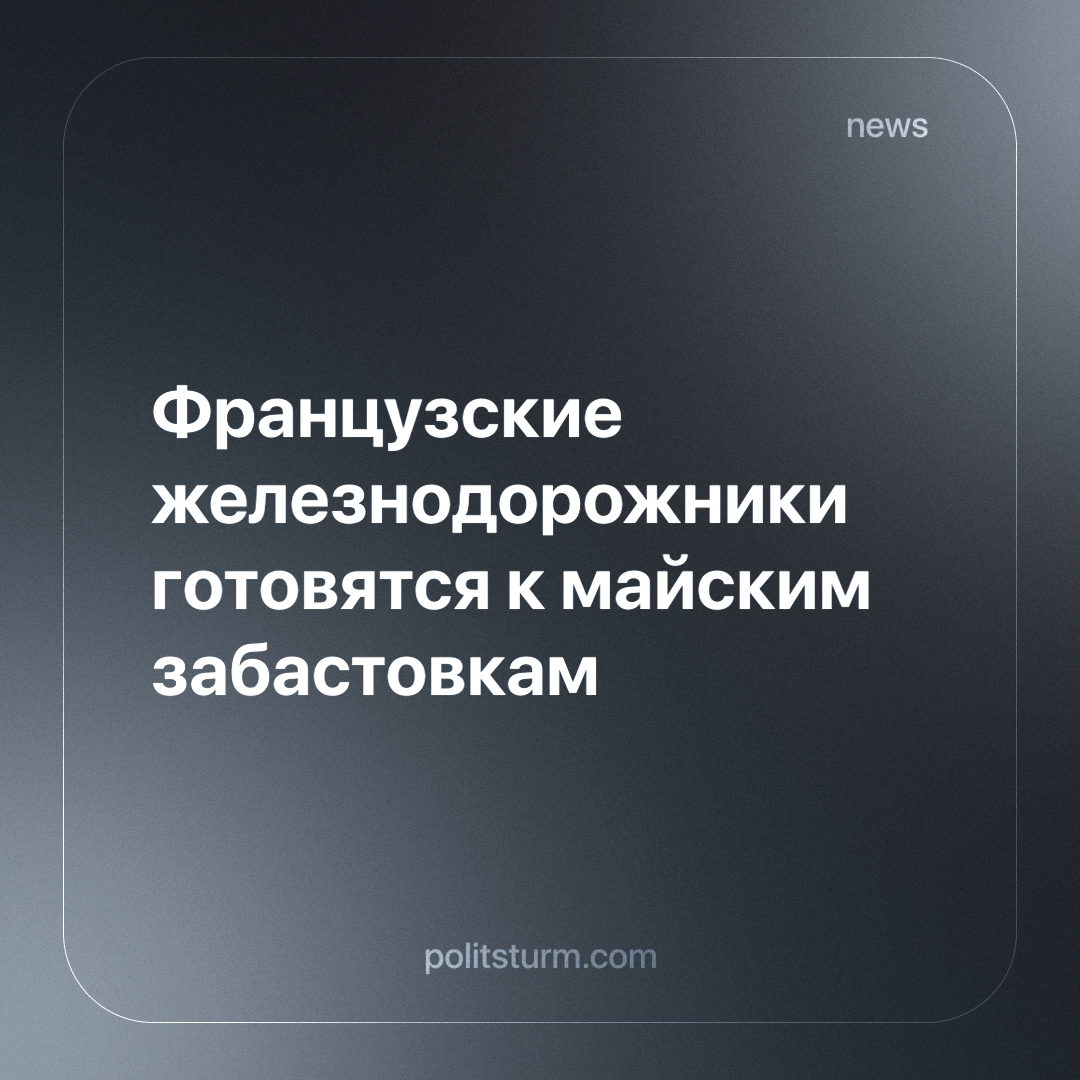 news
Французские
железнодорожники
готовятся к майским
забастовкам
politsturm.com